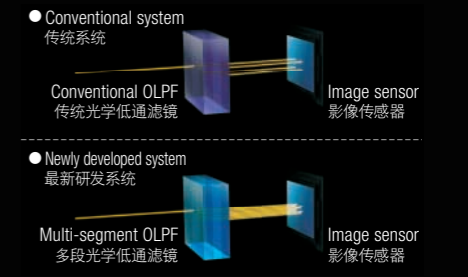 ● Conventional system
传统系统
Conventional OLPF
传统光学低通滤镜
Image sensor
影像传感器
● Newly developed system
最新研发系统
Multi-segment OLPF
多段光学低通滤镜
Image sensor
影像传感器